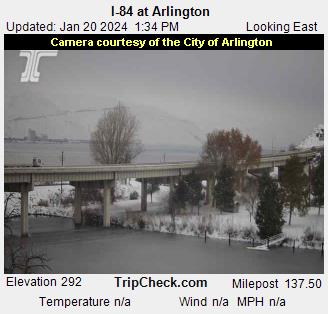 I-84 at Arlington
Updated: Jan 20 2024 1:34 PM Looking East
Camera courtesy of the City of Arlington
Elevation 292 TripCheck.com Milepost 137.50
Temperature n/a Wind n/a MPH n/a